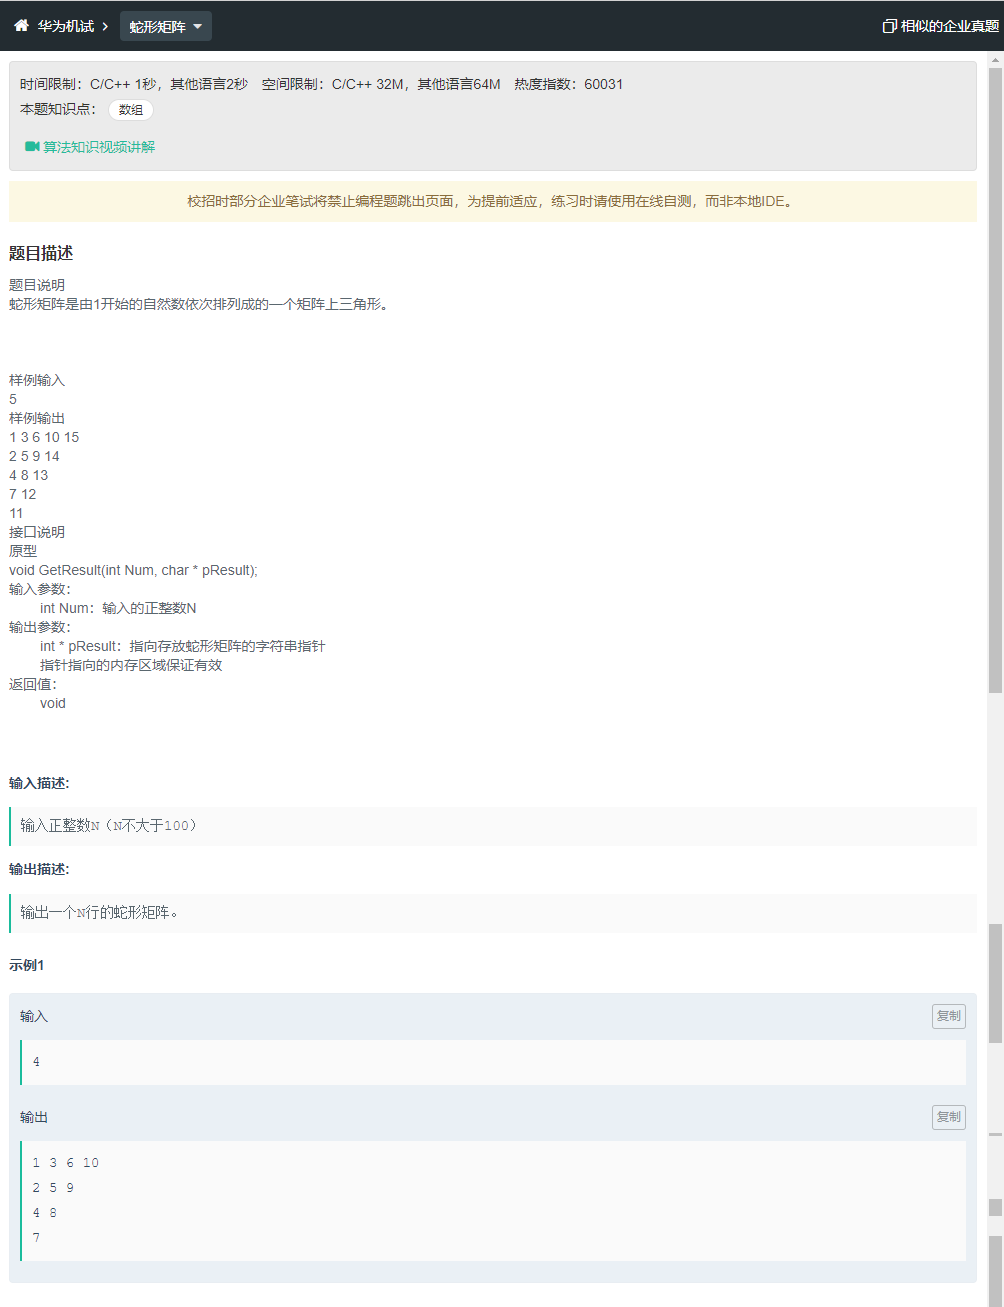 华为机试 > 蛇形矩阵 相似的企业真题
时间限制：C/C++ 1秒，其他语言2秒 空间限制：C/C++ 32M，其他语言64M 热度指数：60031
本题知识点： 数组
算法知识视频讲解
校招时部分企业笔试将禁止编程题跳出页面，为提前适应，练习时请使用在线自测，而非本地IDE。
题目描述
题目说明
蛇形矩阵是由1开始的自然数依次排列成的一个矩阵上三角形。
样例输入
5
样例输出
1 3 6 10 15
2 5 9 14
4 8 13
7 12
11
接口说明
原型
void GetResult(int Num, char * pResult);
输入参数：
int Num：输入的正整数N
输出参数：
int * pResult：指向存放蛇形矩阵的字符串指针
指针指向的内存区域保证有效
返回值：
void
输入描述:
输入正整数N（N不大于100）
输出描述:
输出一个N行的蛇形矩阵。
示例1
输入 复制
4
输出 复制
1 3 6 10
2 5 9
4 8
7